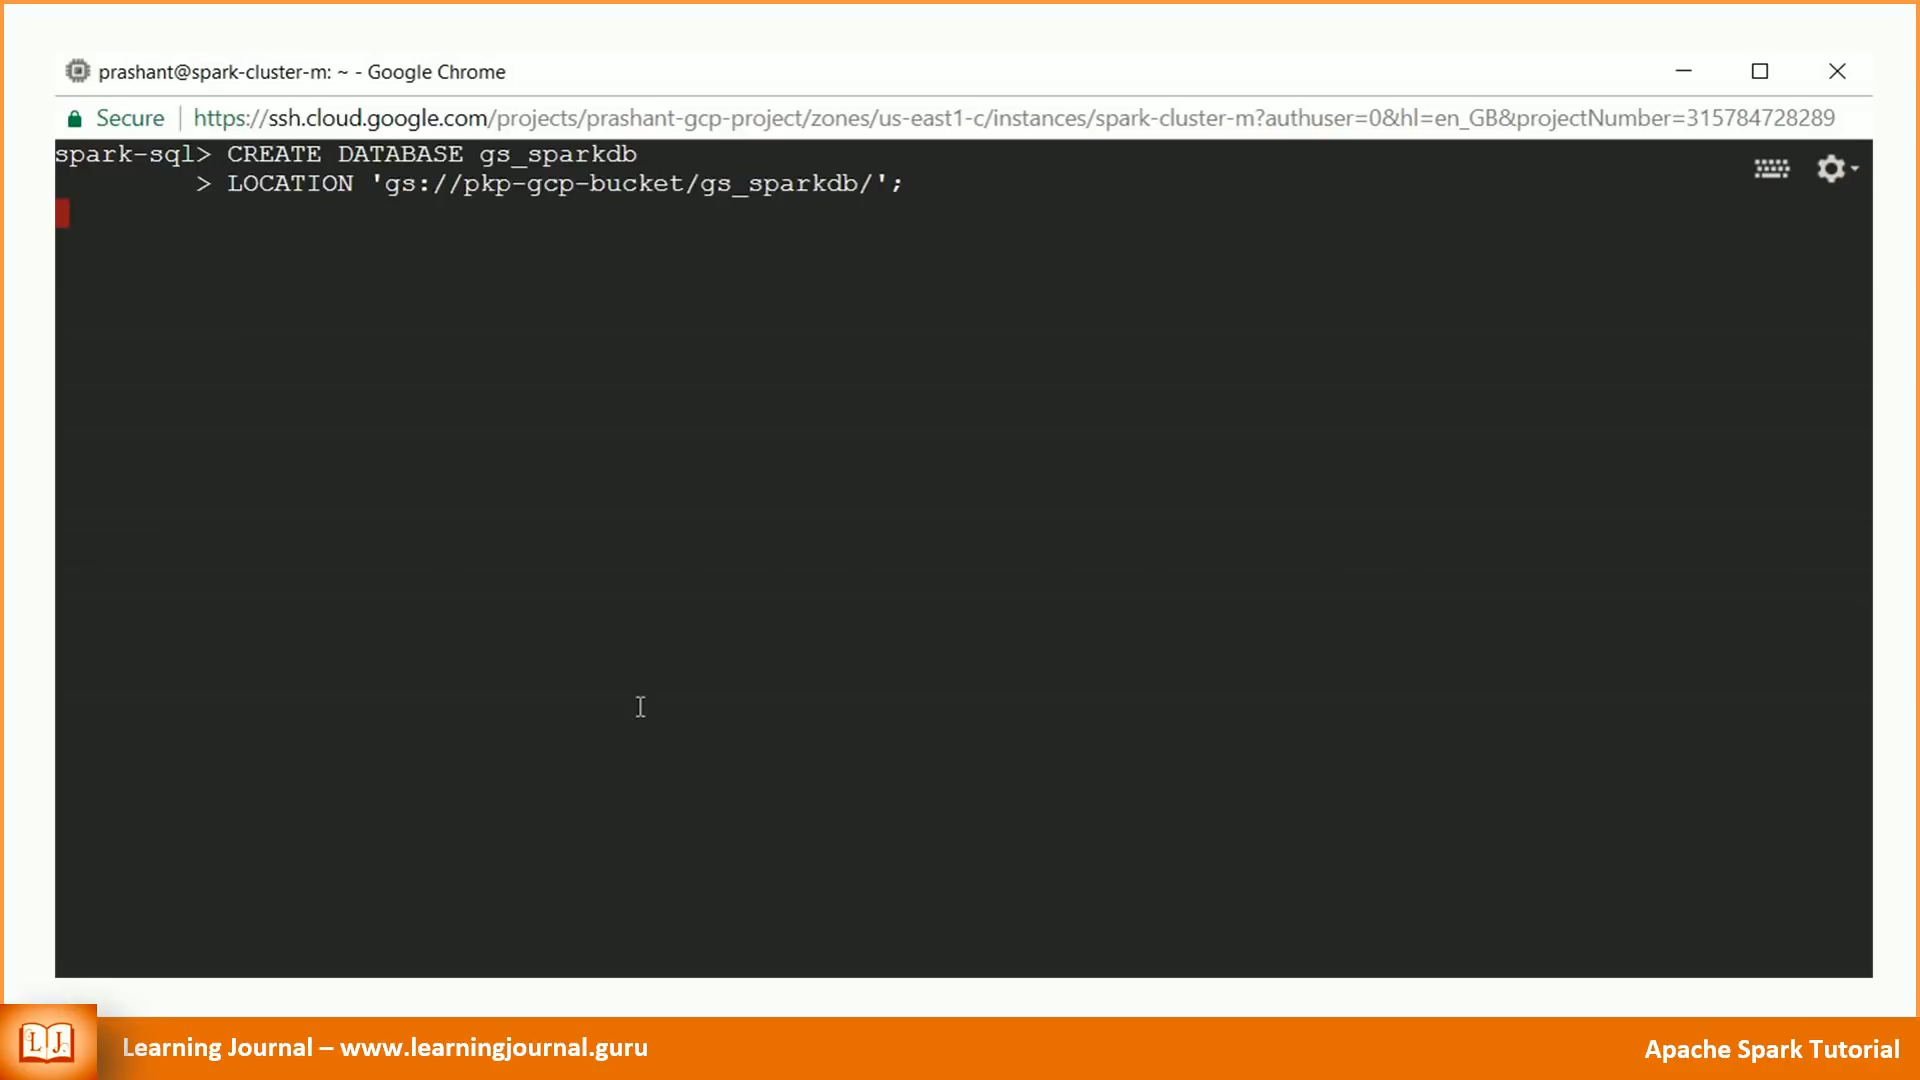 prashant@spark-cluster-m: ~ - Google Chrome
Secure | https://ssh.cloud.google.com/projects/prashant-gcp-project/zones/us-east1-c/instances/spark-cluster-m?authuser=0&hl=en_GB&projectNumber=315784728289
spark-sql> CREATE DATABASE gs_sparkdb
> LOCATION 'gs://pkp-gcp-bucket/gs_sparkdb/';
LJ
Learning Journal – www.learningjournal.guru
Apache Spark Tutorial